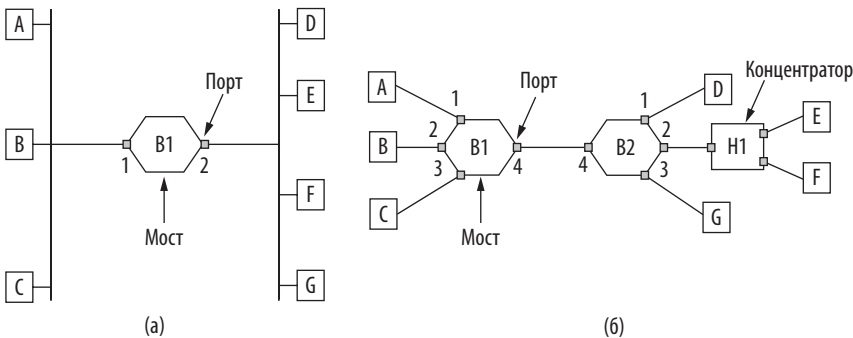 A
B
C
B1
1
2
Порт
Мост
D
E
F
G
(а)
A
B
C
1
2
3
4
B1
Порт
Мост
4
B2
1
2
3
D
G
Концентратор
H1
E
F
(б)